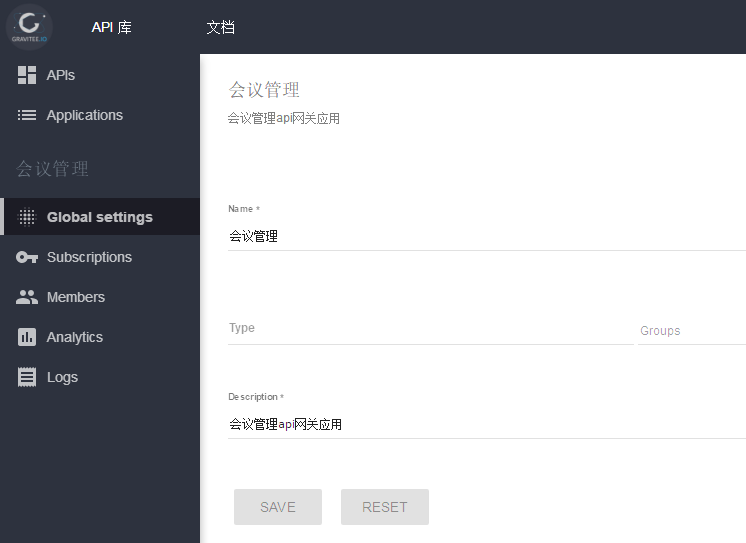 GRAVITEE.IO
API 库
文档
APIs
Applications
会议管理
Global settings
Subscriptions
Members
Analytics
Logs
会议管理
会议管理api网关应用
Name *
会议管理
Type
Groups
Description *
会议管理api网关应用
SAVE
RESET